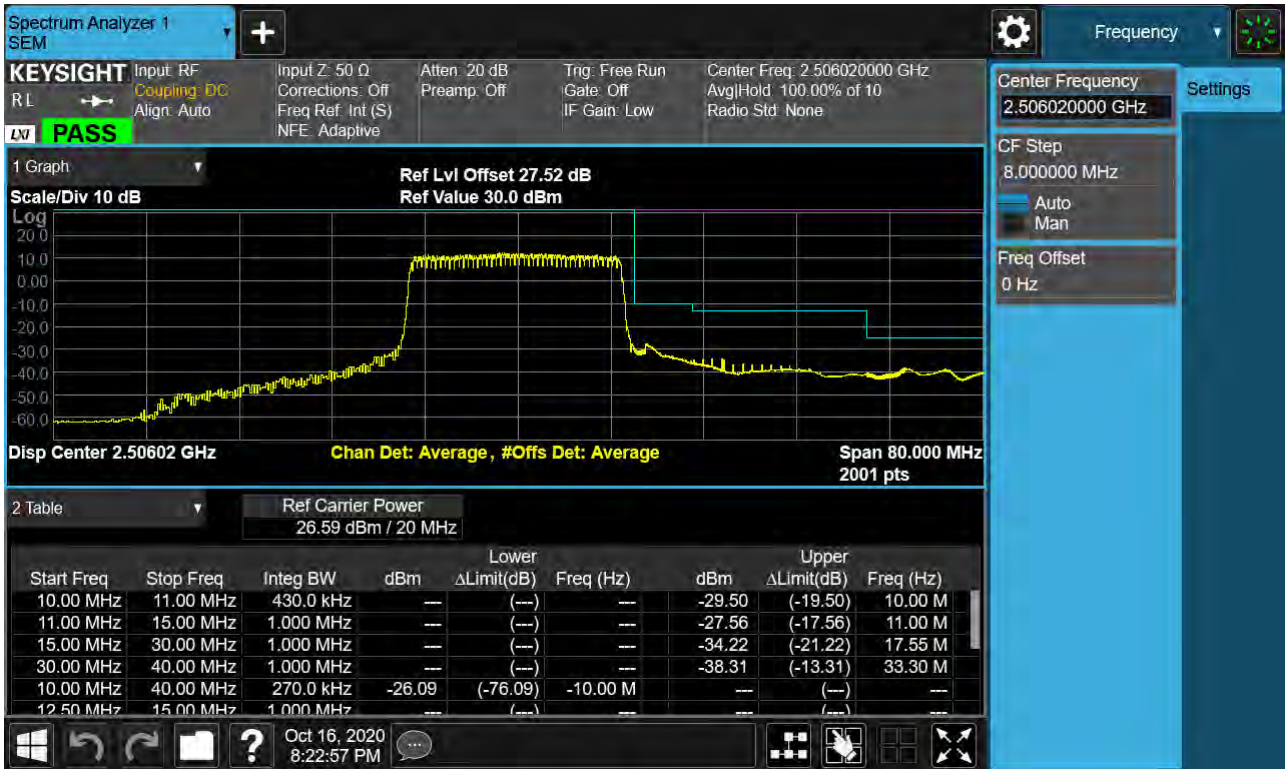 Spectrum Analyzer 1
SEM
Frequency
KEYSIGHT Input: RF Input Z: 50 Ω Atten: 20 dB Trig: Free Run Center Freq: 2.506020000 GHz
R L Coupling: DC Corrections: Off Preamp: Off Gate: Off Avg|Hold: 100.00% of 10
Align: Auto Freq Ref: Int (S) IF Gain: Low Radio Std: None
LXI PASS NFE: Adaptive
Center Frequency
2.506020000 GHz
Settings
CF Step
8.000000 MHz
Auto
Man
Freq Offset
0 Hz
1 Graph
Ref Lvl Offset 27.52 dB
Scale/Div 10 dB Ref Value 30.0 dBm
Log
20.0
10.0
0.00
-10.0
-20.0
-30.0
-40.0
-50.0
-60.0
Disp Center 2.50602 GHz Chan Det: Average, #Offs Det: Average Span 80.000 MHz
2001 pts
2 Table
Ref Carrier Power
26.59 dBm / 20 MHz
Lower Upper
Start Freq Stop Freq Integ BW dBm ΔLimit(dB) Freq (Hz) dBm ΔLimit(dB) Freq (Hz)
10.00 MHz 11.00 MHz 430.0 kHz --- (---) --- -29.50 (-19.50) 10.00 M
11.00 MHz 15.00 MHz 1.000 MHz --- (---) --- -27.56 (-17.56) 11.00 M
15.00 MHz 30.00 MHz 1.000 MHz --- (---) --- -34.22 (-21.22) 17.55 M
30.00 MHz 40.00 MHz 1.000 MHz --- (---) --- -38.31 (-13.31) 33.30 M
10.00 MHz 40.00 MHz 270.0 kHz -26.09 (-76.09) -10.00 M --- (---) ---
12.50 MHz 15.00 MHz 1.000 MHz --- (---) --- --- (---) ---
Oct 16, 2020
8:22:57 PM